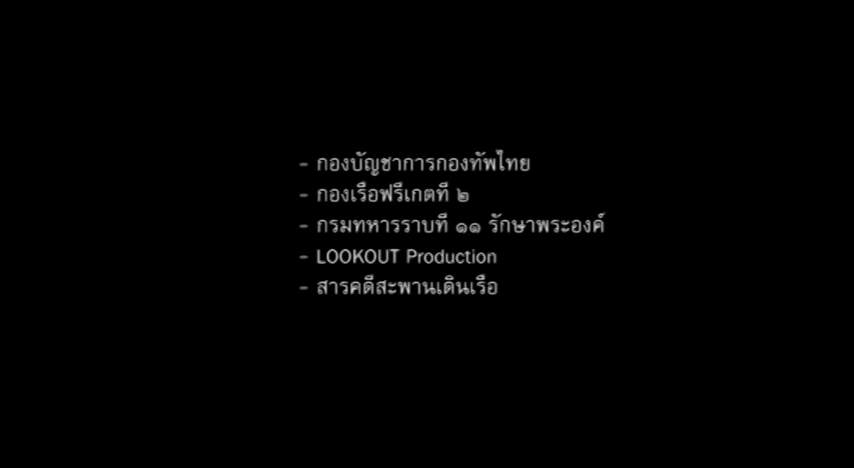 - กองบัญชาการกองทัพไทย
- กองเรือฟรีเกตที่ ๒
- กรมทหารราบที่ ๑๑ รักษาพระองค์
- LOOKOUT Production
- สารคดีสะพานเดินเรือ